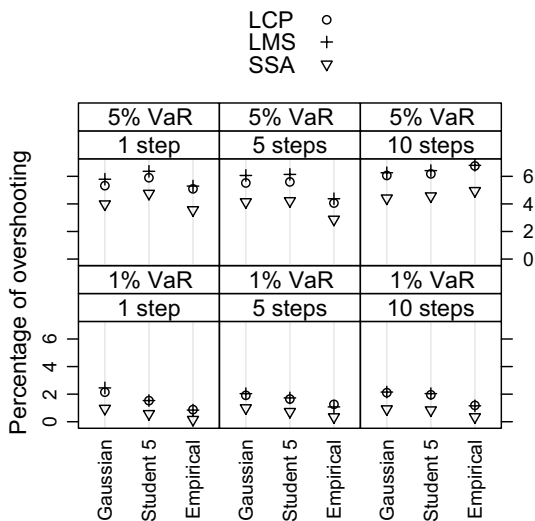 LCP
LMS
SSA
5% VaR 5% VaR 5% VaR
1 step 5 steps 10 steps
6
4
2
0
1% VaR 1% VaR 1% VaR
1 step 5 steps 10 steps
6
4
2
0
Percentage of overshooting
Gaussian
Student 5
Empirical
Gaussian
Student 5
Empirical
Gaussian
Student 5
Empirical